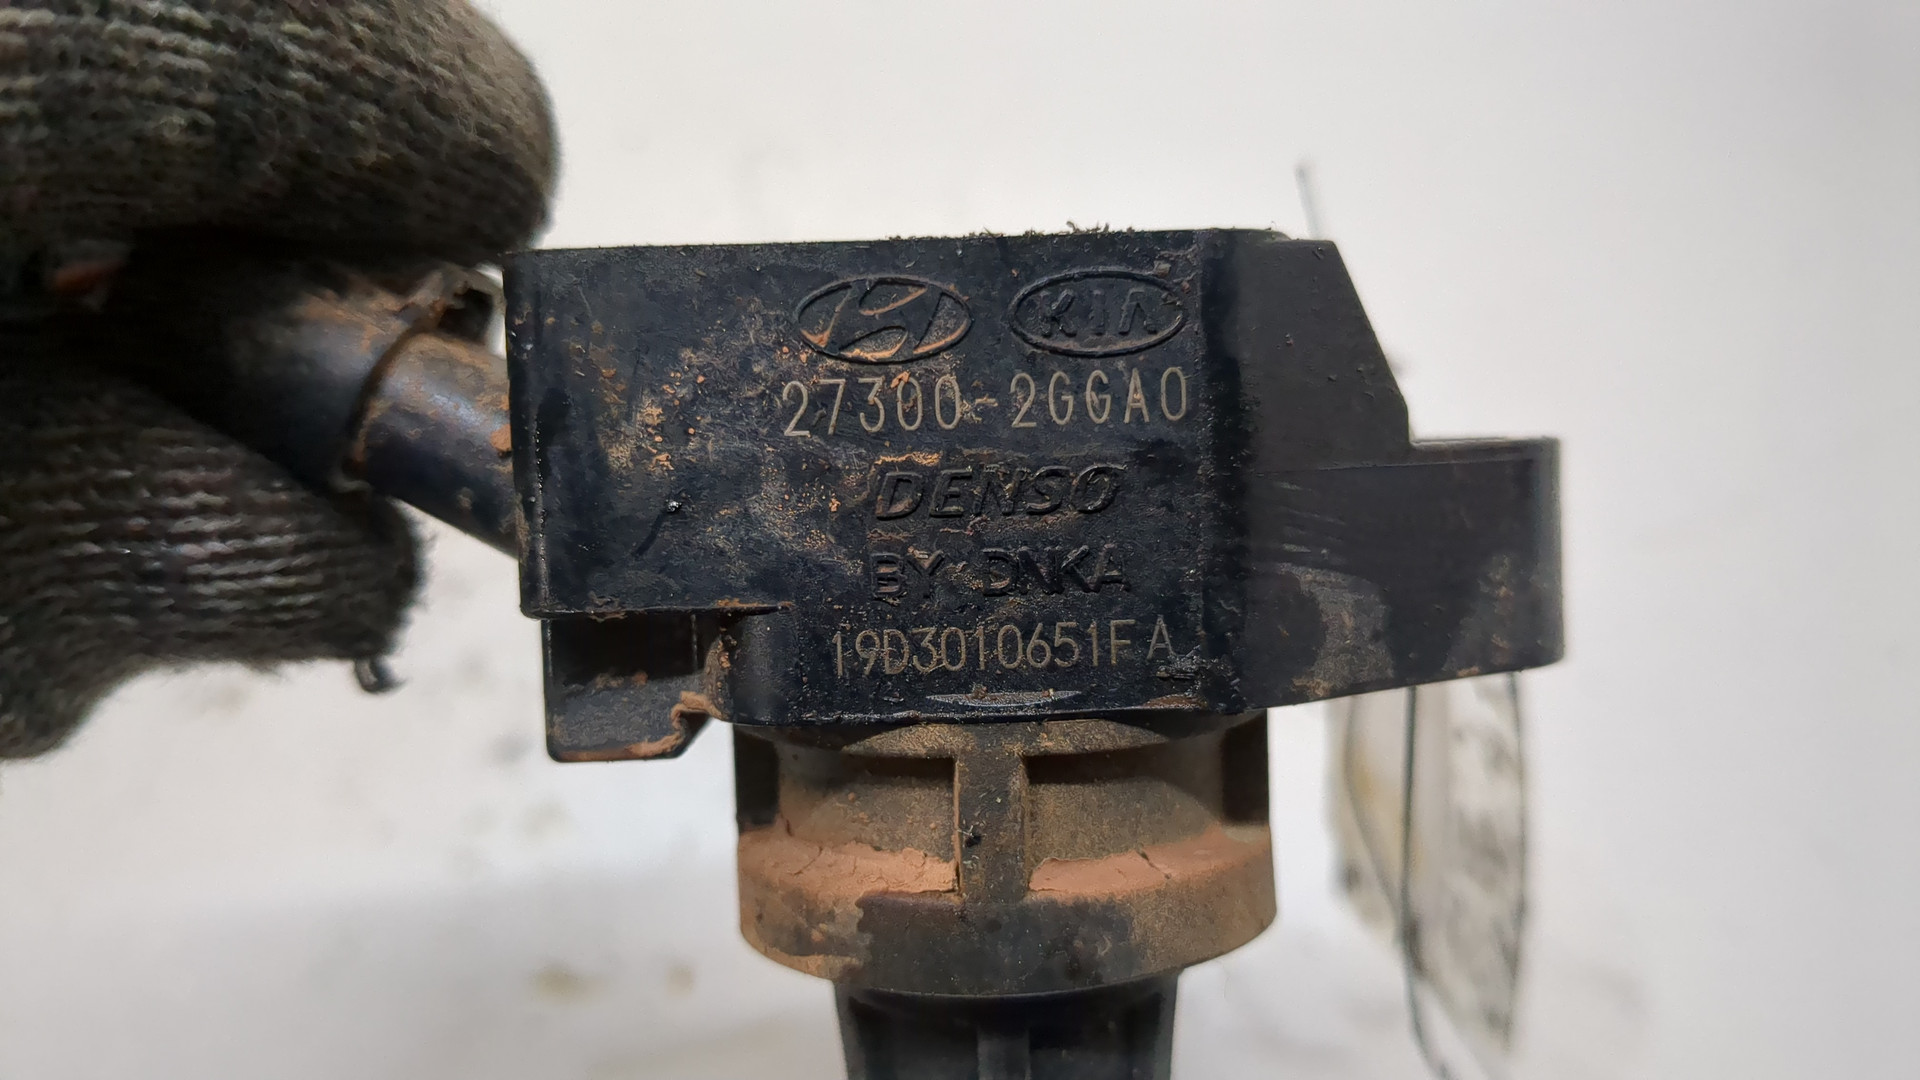 KIA
27300-2GGA0
DENSO
BY DNKA
19D3010651FA